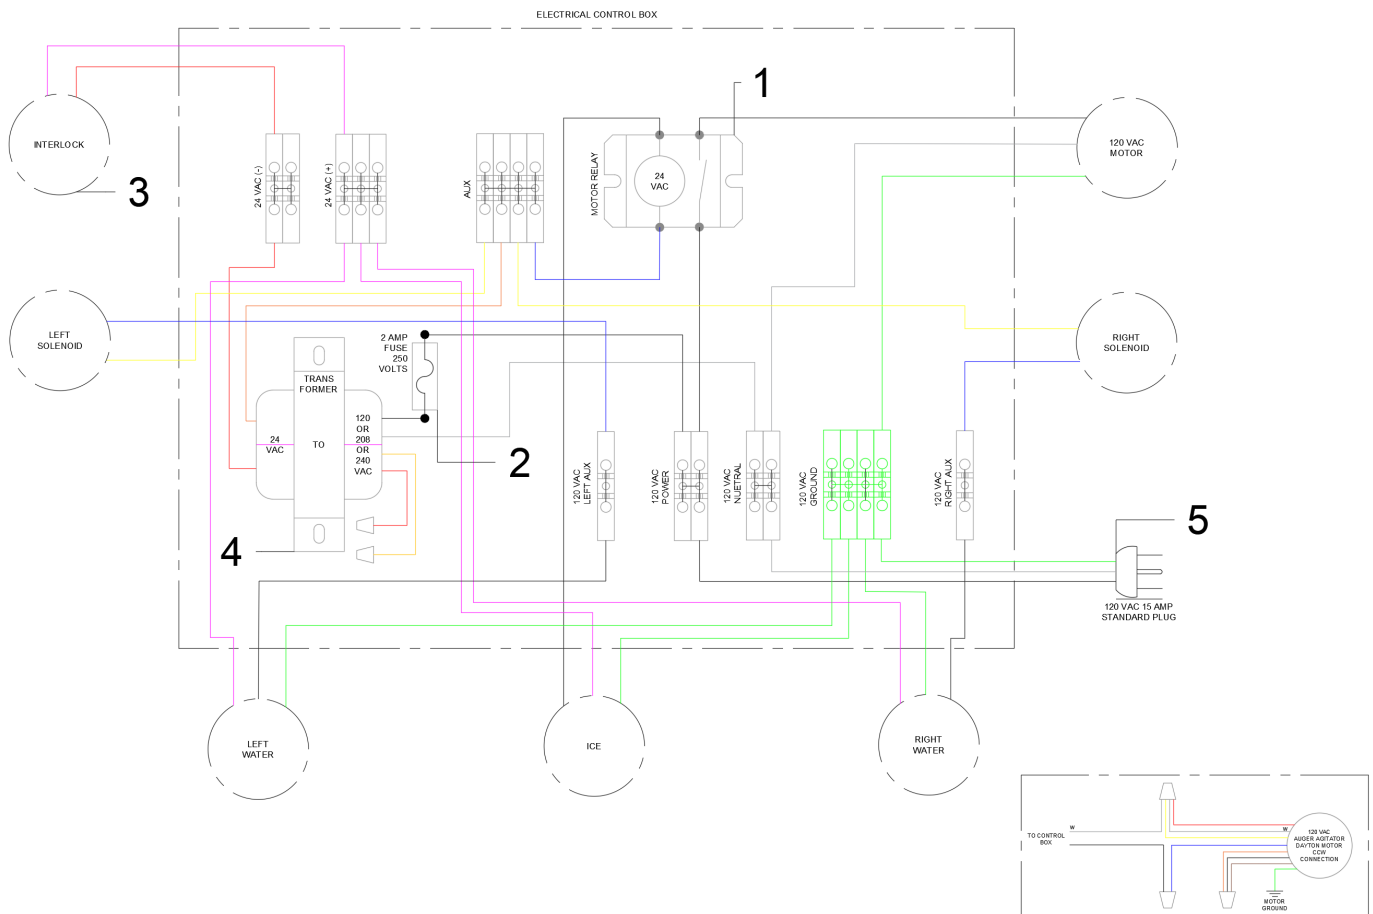 ELECTRICAL CONTROL BOX
1
INTERLOCK
3
24 VAC (-)
24 VAC (+)
AUX
MOTOR RELAY
24
VAC
120 VAC
MOTOR
LEFT
SOLENOID
RIGHT
SOLENOID
2 AMP
FUSE
250
VOLTS
TRANS
FORMER
TO
24
VAC
120
OR
208
OR
240
VAC
2
4
120 VAC
LEFT AUX
120 VAC
POWER
120 VAC
NUETRAL
120 VAC
GROUND
120 VAC
RIGHT AUX
5
120 VAC 15 AMP
STANDARD PLUG
LEFT
WATER
ICE
RIGHT
WATER
TO CONTROL
BOX
W
W
120 VAC
AUGER AGITATOR
DAYTON MOTOR
CCW
CONNECTION
MOTOR
GROUND